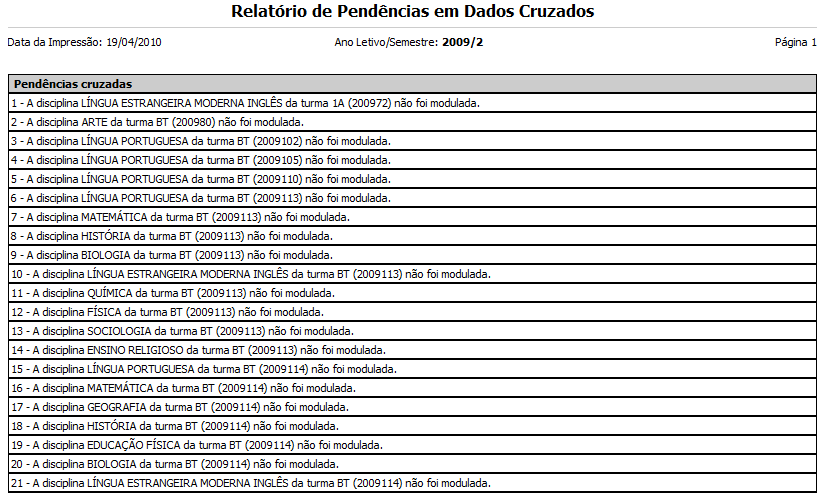 Relatório de Pendências em Dados Cruzados
Data da Impressão: 19/04/2010 Ano Letivo/Semestre: 2009/2 Página 1
Pendências cruzadas
1 - A disciplina LÍNGUA ESTRANGEIRA MODERNA INGLÊS da turma 1A (200972) não foi modulada.
2 - A disciplina ARTE da turma BT (200980) não foi modulada.
3 - A disciplina LÍNGUA PORTUGUESA da turma BT (2009102) não foi modulada.
4 - A disciplina LÍNGUA PORTUGUESA da turma BT (2009105) não foi modulada.
5 - A disciplina LÍNGUA PORTUGUESA da turma BT (2009110) não foi modulada.
6 - A disciplina LÍNGUA PORTUGUESA da turma BT (2009113) não foi modulada.
7 - A disciplina MATEMÁTICA da turma BT (2009113) não foi modulada.
8 - A disciplina HISTÓRIA da turma BT (2009113) não foi modulada.
9 - A disciplina BIOLOGIA da turma BT (2009113) não foi modulada.
10 - A disciplina LÍNGUA ESTRANGEIRA MODERNA INGLÊS da turma BT (2009113) não foi modulada.
11 - A disciplina QUÍMICA da turma BT (2009113) não foi modulada.
12 - A disciplina FÍSICA da turma BT (2009113) não foi modulada.
13 - A disciplina SOCIOLOGIA da turma BT (2009113) não foi modulada.
14 - A disciplina ENSINO RELIGIOSO da turma BT (2009113) não foi modulada.
15 - A disciplina LÍNGUA PORTUGUESA da turma BT (2009114) não foi modulada.
16 - A disciplina MATEMÁTICA da turma BT (2009114) não foi modulada.
17 - A disciplina GEOGRAFIA da turma BT (2009114) não foi modulada.
18 - A disciplina HISTÓRIA da turma BT (2009114) não foi modulada.
19 - A disciplina EDUCAÇÃO FÍSICA da turma BT (2009114) não foi modulada.
20 - A disciplina BIOLOGIA da turma BT (2009114) não foi modulada.
21 - A disciplina LÍNGUA ESTRANGEIRA MODERNA INGLÊS da turma BT (2009114) não foi modulada.